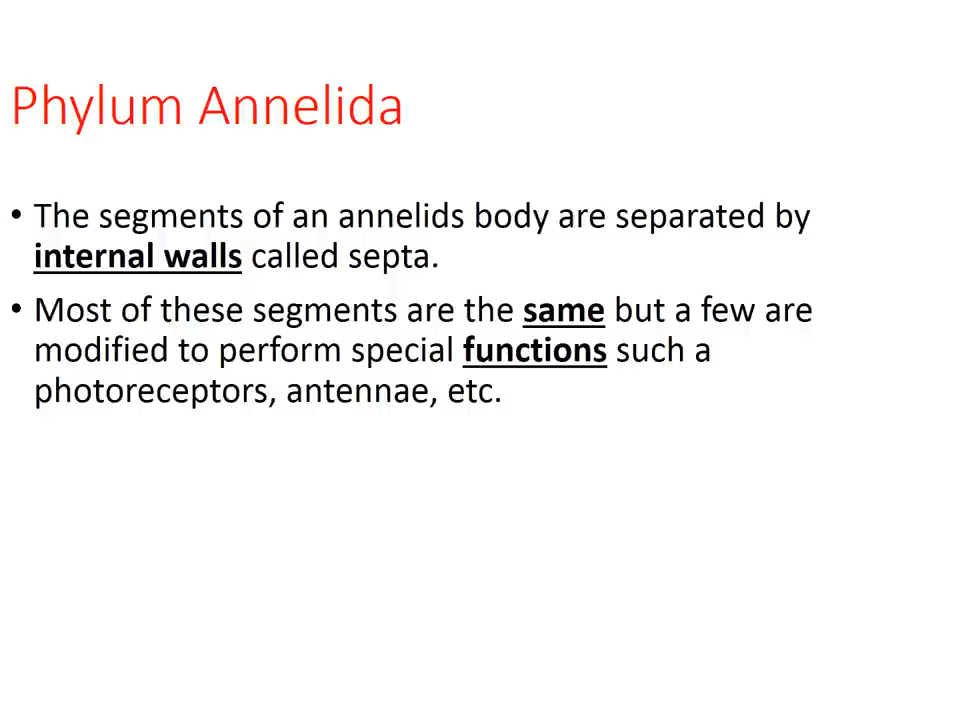 Phylum Annelida
• The segments of an annelids body are separated by
internal walls called septa.
• Most of these segments are the same but a few are
modified to perform special functions such a
photoreceptors, antennae, etc.